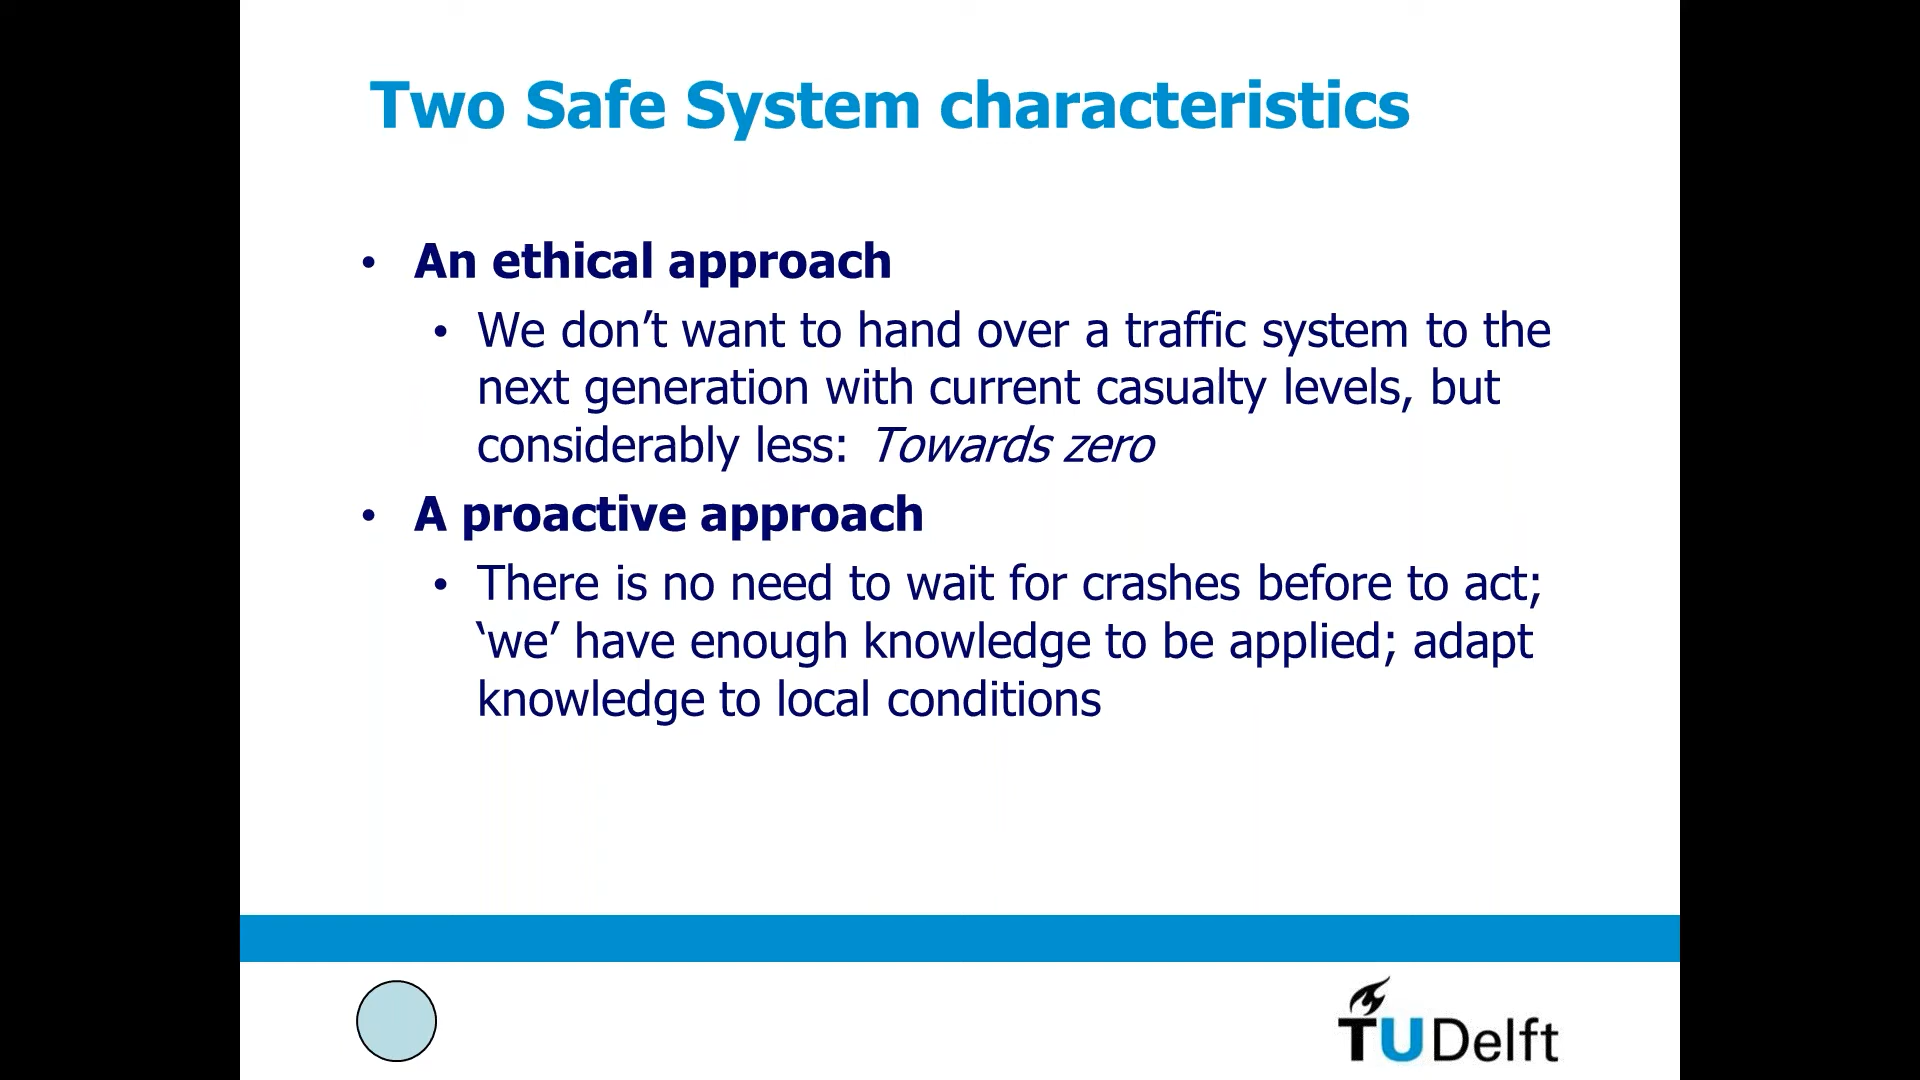 Two Safe System characteristics
• An ethical approach
• We don’t want to hand over a traffic system to the
next generation with current casualty levels, but
considerably less: Towards zero
• A proactive approach
• There is no need to wait for crashes before to act;
‘we’ have enough knowledge to be applied; adapt
knowledge to local conditions
TU Delft